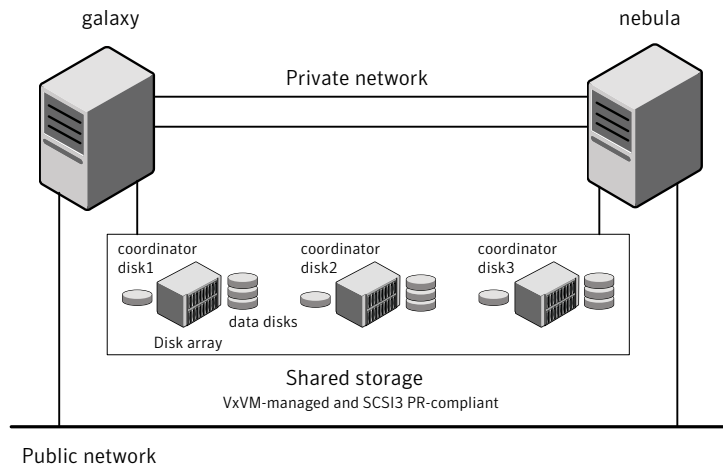 galaxy
nebula
Private network
coordinator
disk1
coordinator
disk2
coordinator
disk3
data disks
Disk array
Shared storage
VxVM-managed and SCSI3 PR-compliant
Public network